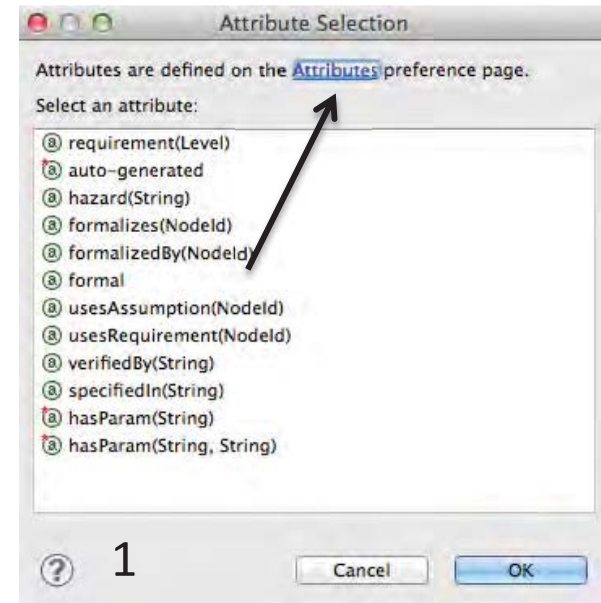 Attribute Selection
Attributes are defined on the Attributes preference page.
Select an attribute:
requirement(Level)
auto-generated
hazard(String)
formalizes(NodeId)
formalizedBy(NodeId)
formal
usesAssumption(NodeId)
usesRequirement(NodeId)
verifiedBy(String)
specifiedIn(String)
hasParam(String)
hasParam(String, String)
? 1 Cancel OK